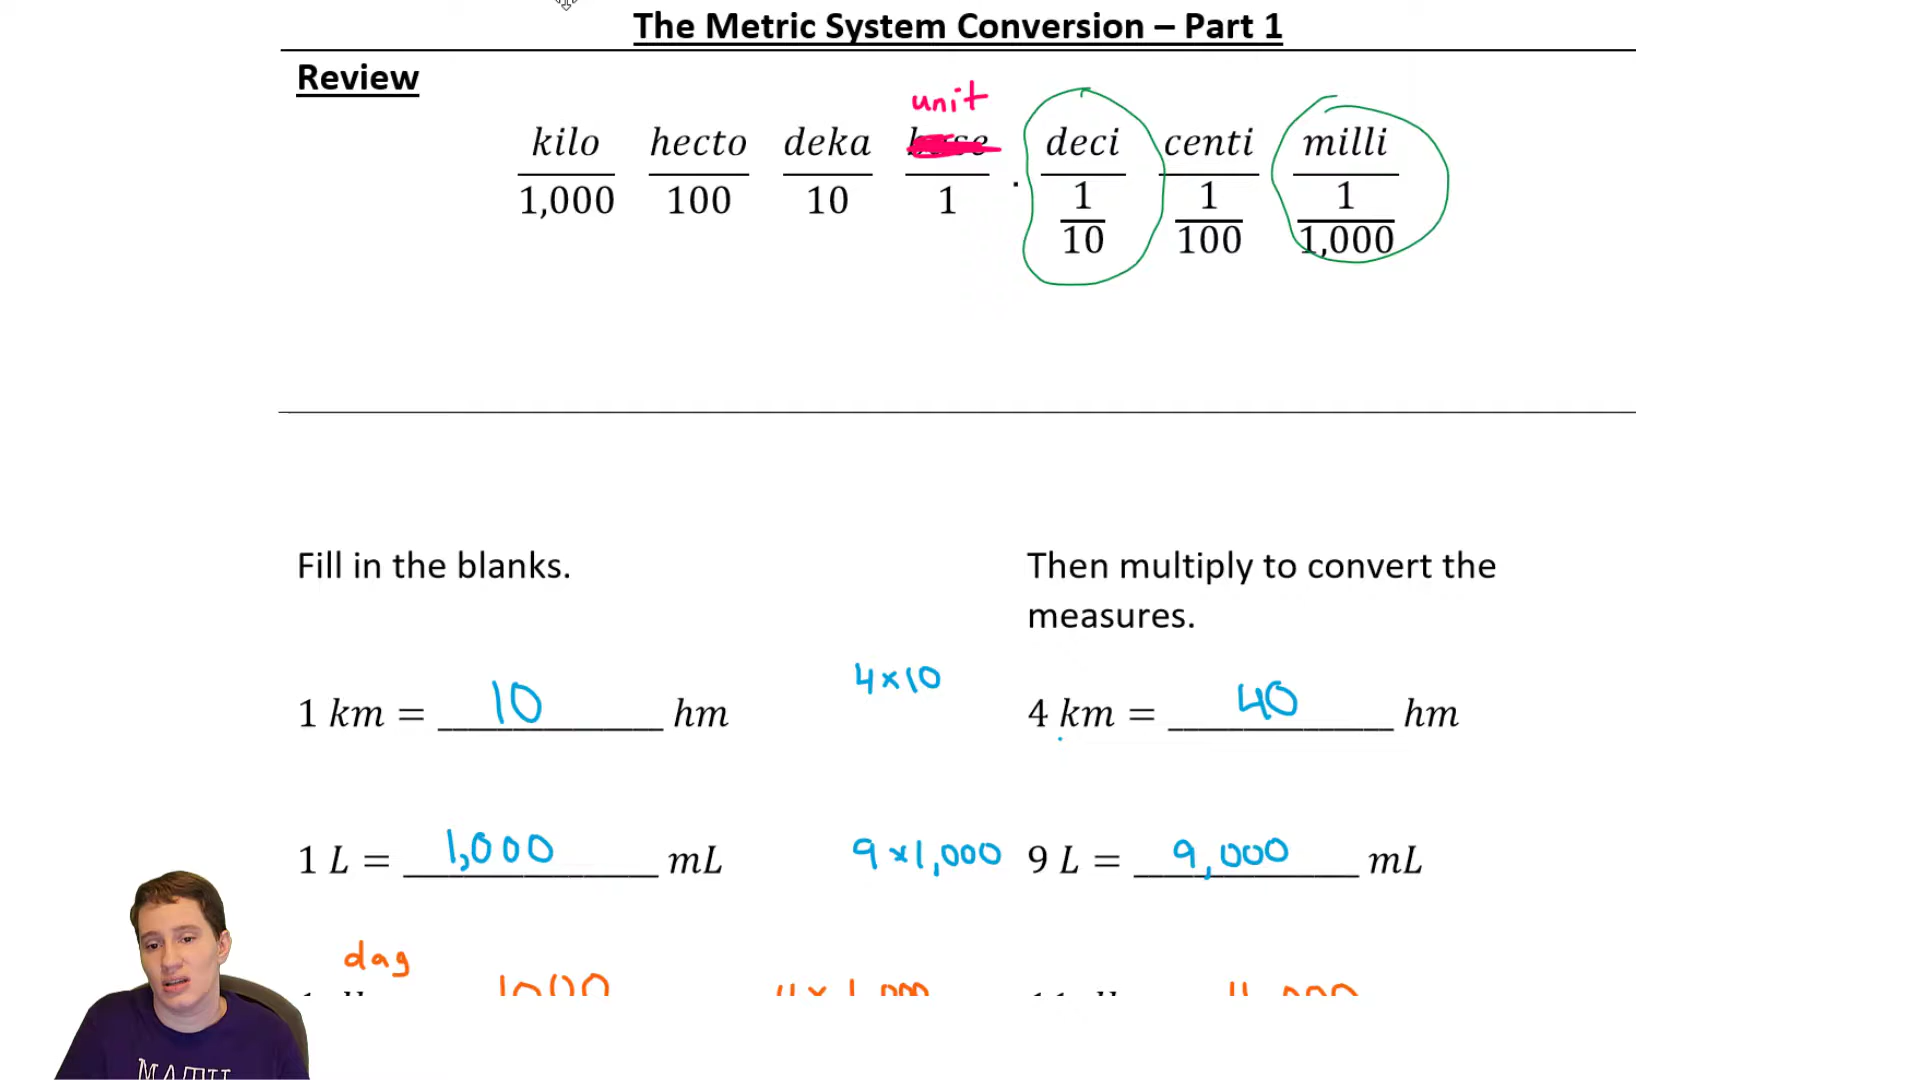 The Metric System Conversion – Part 1
Review
unit
kilo hecto deka base . deci centi milli
1,000 100 10 1 1/10 1/100 1/1,000
Fill in the blanks.
Then multiply to convert the
measures.
1 km = 10 hm
4 × 10
4 km = 40 hm
1 L = 1,000 mL
9 × 1,000
9 L = 9,000 mL
dag
MATH